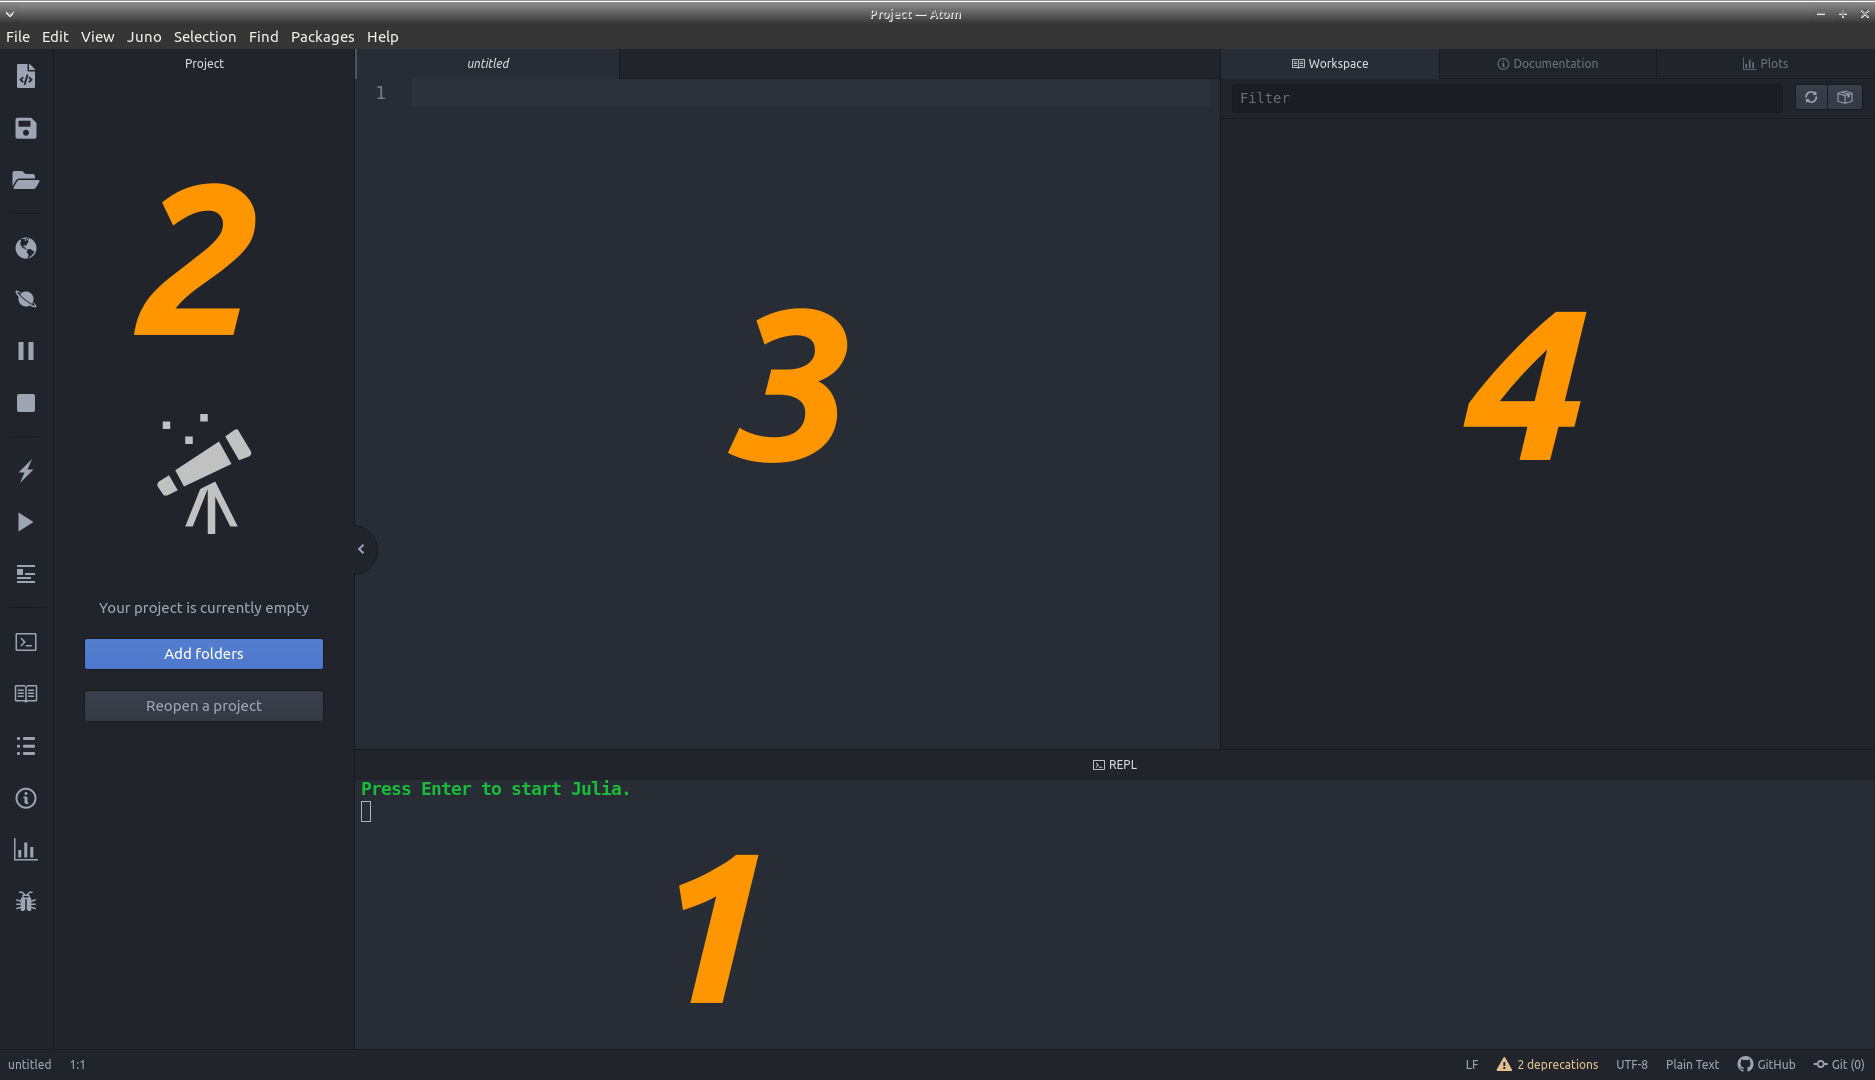 Project — Atom
File Edit View Juno Selection Find Packages Help
Project
2
Your project is currently empty
Add folders
Reopen a project
untitled
1
3
Workspace Documentation Plots
Filter
4
REPL
Press Enter to start Julia.
1
untitled 1:1 LF 2 deprecations UTF-8 Plain Text GitHub Git (0)